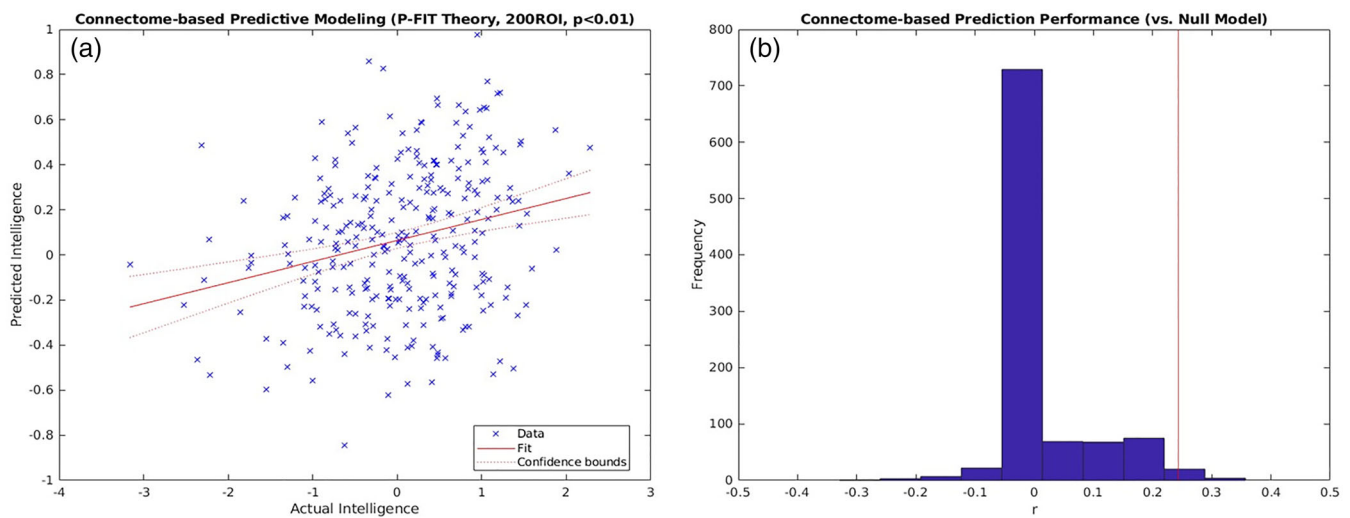 Connectome-based Predictive Modeling (P-FIT Theory, 200ROI, p<0.01)
(a)
1
0.8
0.6
0.4
0.2
0
-0.2
-0.4
-0.6
-0.8
-1
Predicted Intelligence
-4 -3 -2 -1 0 1 2 3
Actual Intelligence
Data
Fit
Confidence bounds
Connectome-based Prediction Performance (vs. Null Model)
(b)
800
700
600
500
400
300
200
100
0
Frequency
-0.5 -0.4 -0.3 -0.2 -0.1 0 0.1 0.2 0.3 0.4 0.5
r